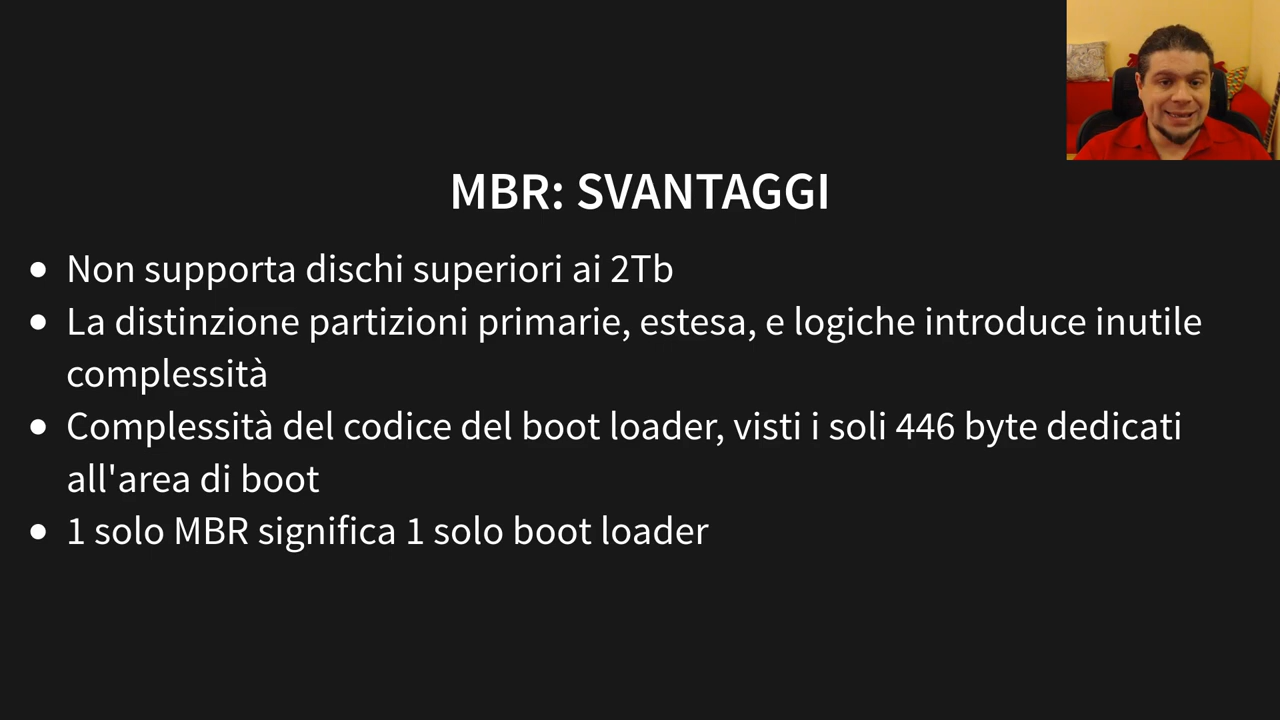 MBR: SVANTAGGI
Non supporta dischi superiori ai 2Tb
La distinzione partizioni primarie, estesa, e logiche introduce inutile
complessità
Complessità del codice del boot loader, visti i soli 446 byte dedicati
all'area di boot
1 solo MBR significa 1 solo boot loader